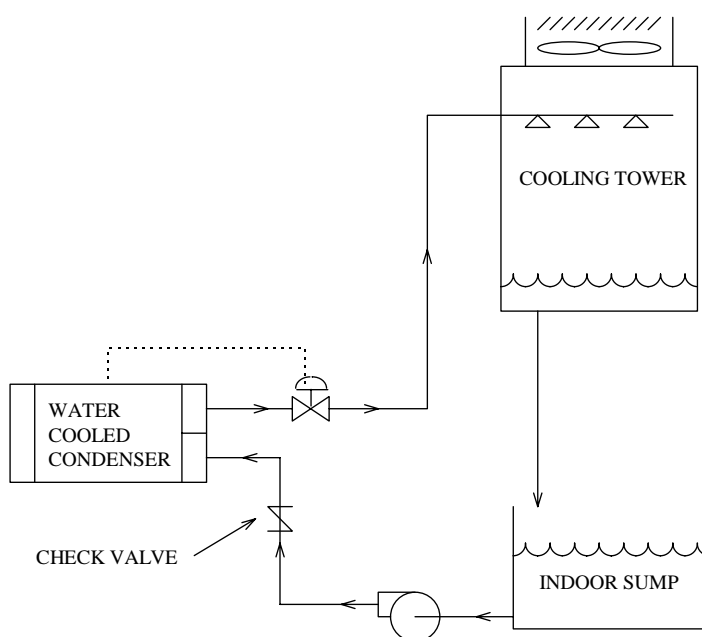 COOLING TOWER
WATER
COOLED
CONDENSER
CHECK VALVE
INDOOR SUMP